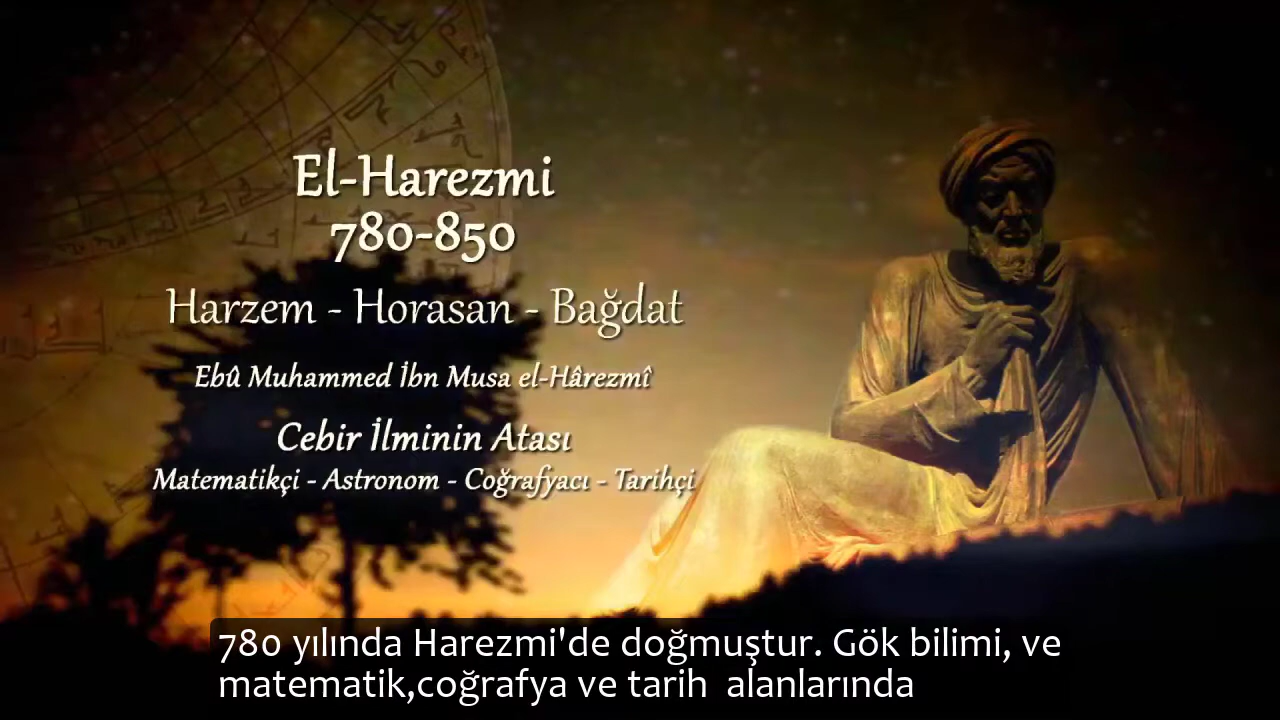 El-Harezmi
780-850
Harzem - Horasan - Bağdat
Ebû Muhammed İbn Musa el-Hârezmî
Cebir İlminin Atası
Matematikçi - Astronom - Coğrafyacı - Tarihçi
780 yılında Harezmi'de doğmuştur. Gök bilimi, ve
matematik,coğrafya ve tarih  alanlarında